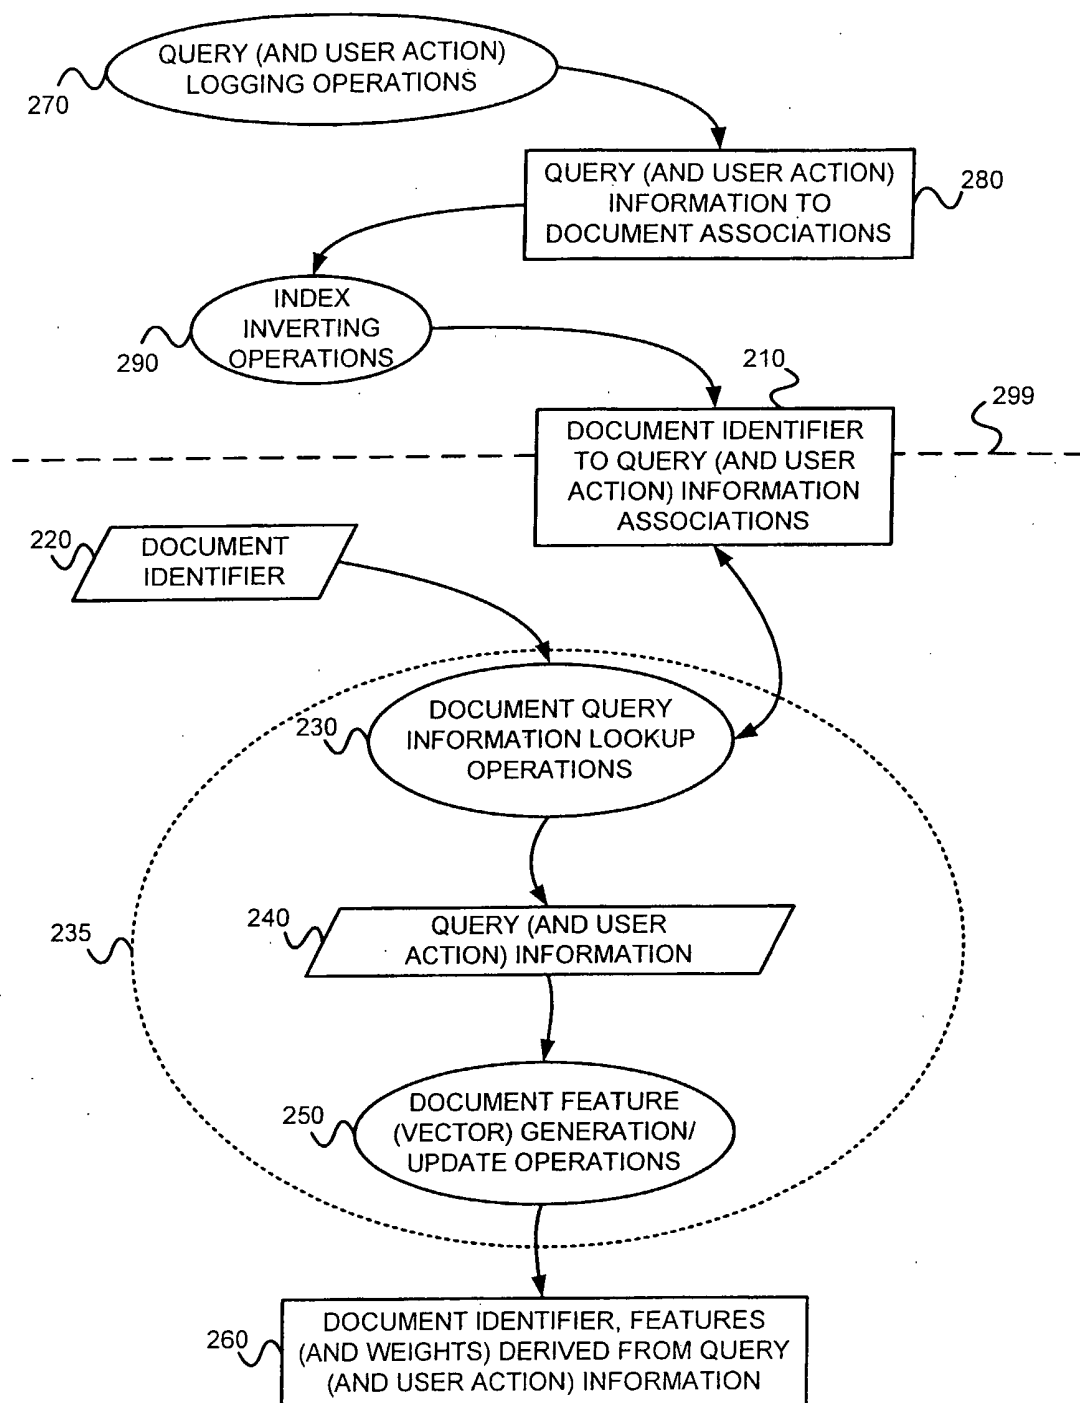 QUERY (AND USER ACTION)
LOGGING OPERATIONS
270
QUERY (AND USER ACTION)
INFORMATION TO
DOCUMENT ASSOCIATIONS
280
INDEX
INVERTING
OPERATIONS
290
210
299
DOCUMENT IDENTIFIER
TO QUERY (AND USER
ACTION) INFORMATION
ASSOCIATIONS
220
DOCUMENT
IDENTIFIER
230
DOCUMENT QUERY
INFORMATION LOOKUP
OPERATIONS
235
240
QUERY (AND USER
ACTION) INFORMATION
250
DOCUMENT FEATURE
(VECTOR) GENERATION/
UPDATE OPERATIONS
260
DOCUMENT IDENTIFIER, FEATURES
(AND WEIGHTS) DERIVED FROM QUERY
(AND USER ACTION) INFORMATION